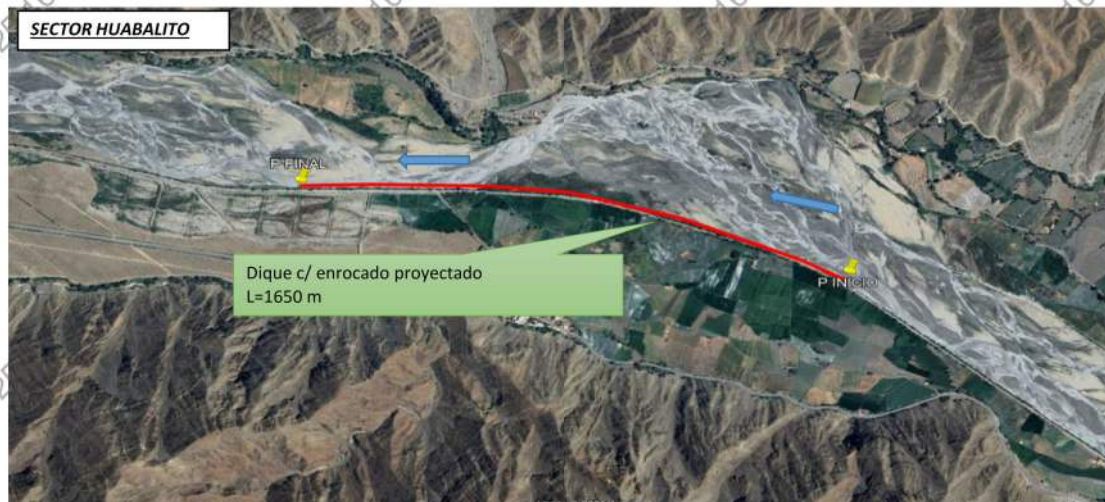 SECTOR HUABALITO
P FINAL
Dique c/ enrocado proyectado
L=1650 m
P INICIO